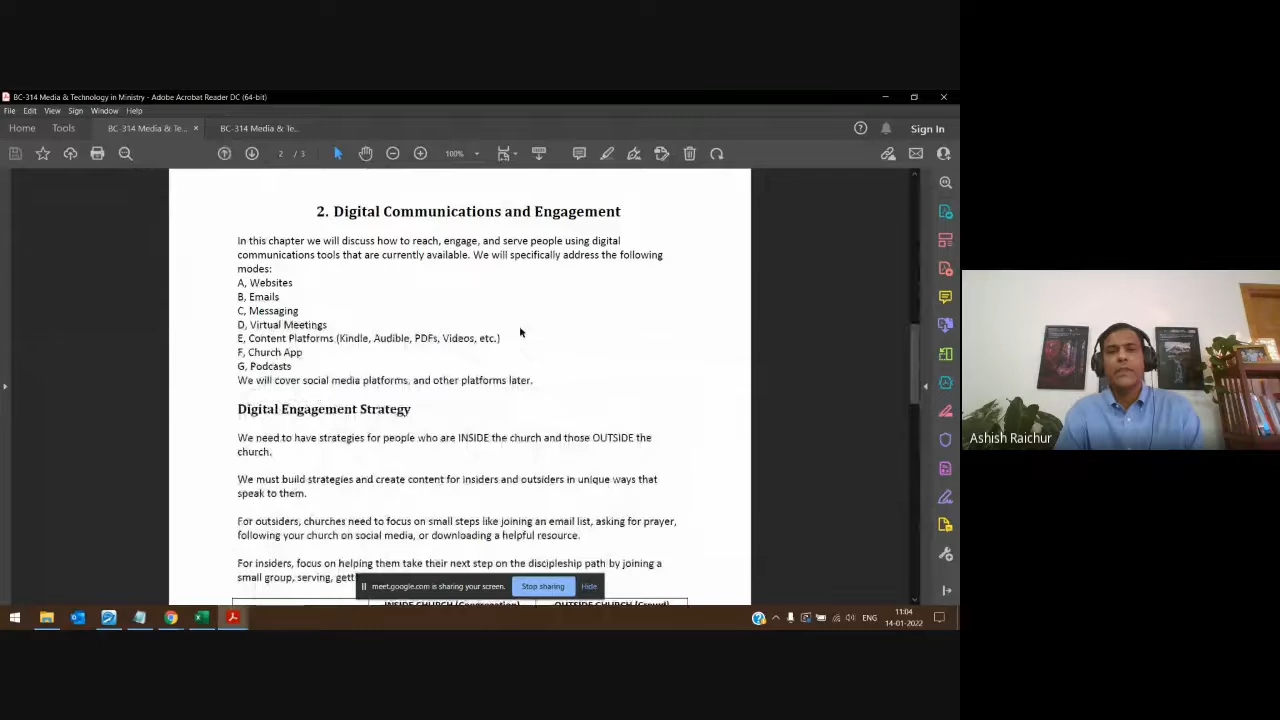 BC-314 Media & Technology in Ministry - Adobe Acrobat Reader DC (64-bit)
File Edit View Sign Window Help
Home Tools BC-314 Media & Te... × BC-314 Media & Te... Sign In
2 / 3 100%
2. Digital Communications and Engagement
In this chapter we will discuss how to reach, engage, and serve people using digital
communications tools that are currently available. We will specifically address the following
modes:
A, Websites
B, Emails
C, Messaging
D, Virtual Meetings
E, Content Platforms (Kindle, Audible, PDFs, Videos, etc.)
F, Church App
G, Podcasts
We will cover social media platforms, and other platforms later.
Digital Engagement Strategy
We need to have strategies for people who are INSIDE the church and those OUTSIDE the
church.
We must build strategies and create content for insiders and outsiders in unique ways that
speak to them.
For outsiders, churches need to focus on small steps like joining an email list, asking for prayer,
following your church on social media, or downloading a helpful resource.
For insiders, focus on helping them take their next step on the discipleship path by joining a
small group, serving, gett
meet.google.com is sharing your screen. Stop sharing Hide
INSIDE CHURCH (Congregation) OUTSIDE CHURCH (Crowd)
ENG 11:04
14-01-2022
Ashish Raichur